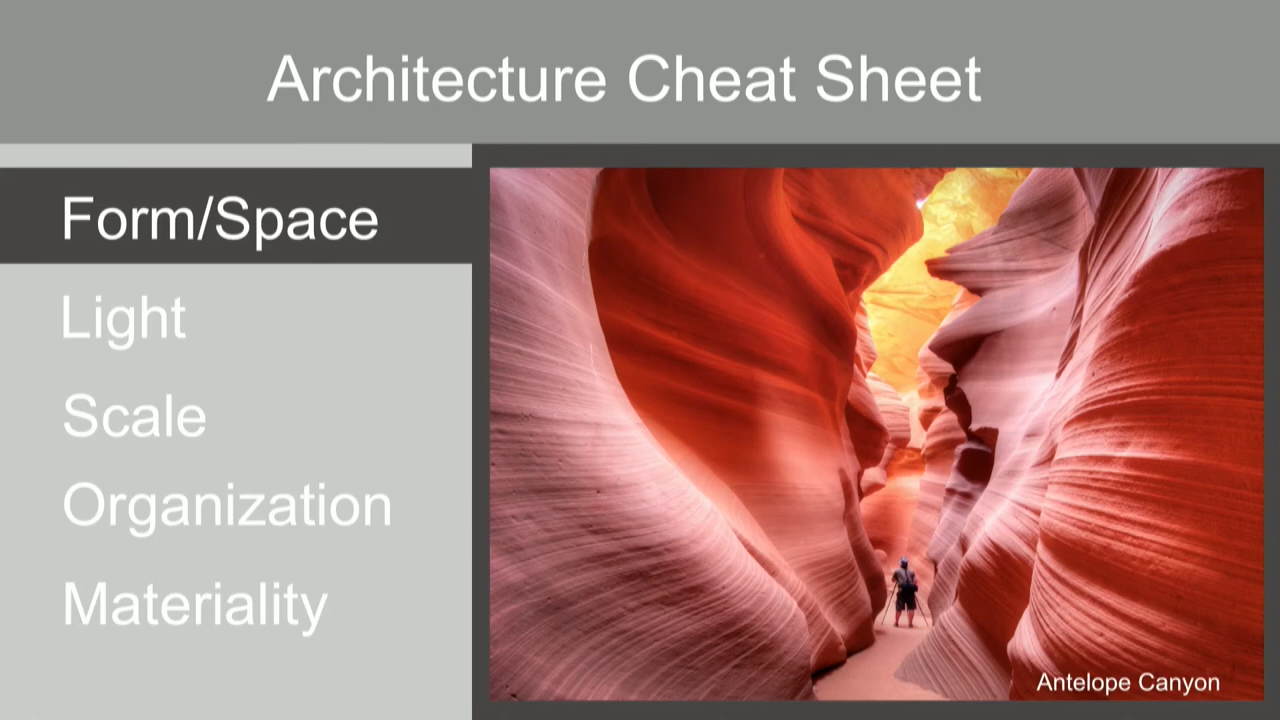 Architecture Cheat Sheet
Form/Space
Light
Scale
Organization
Materiality
Antelope Canyon